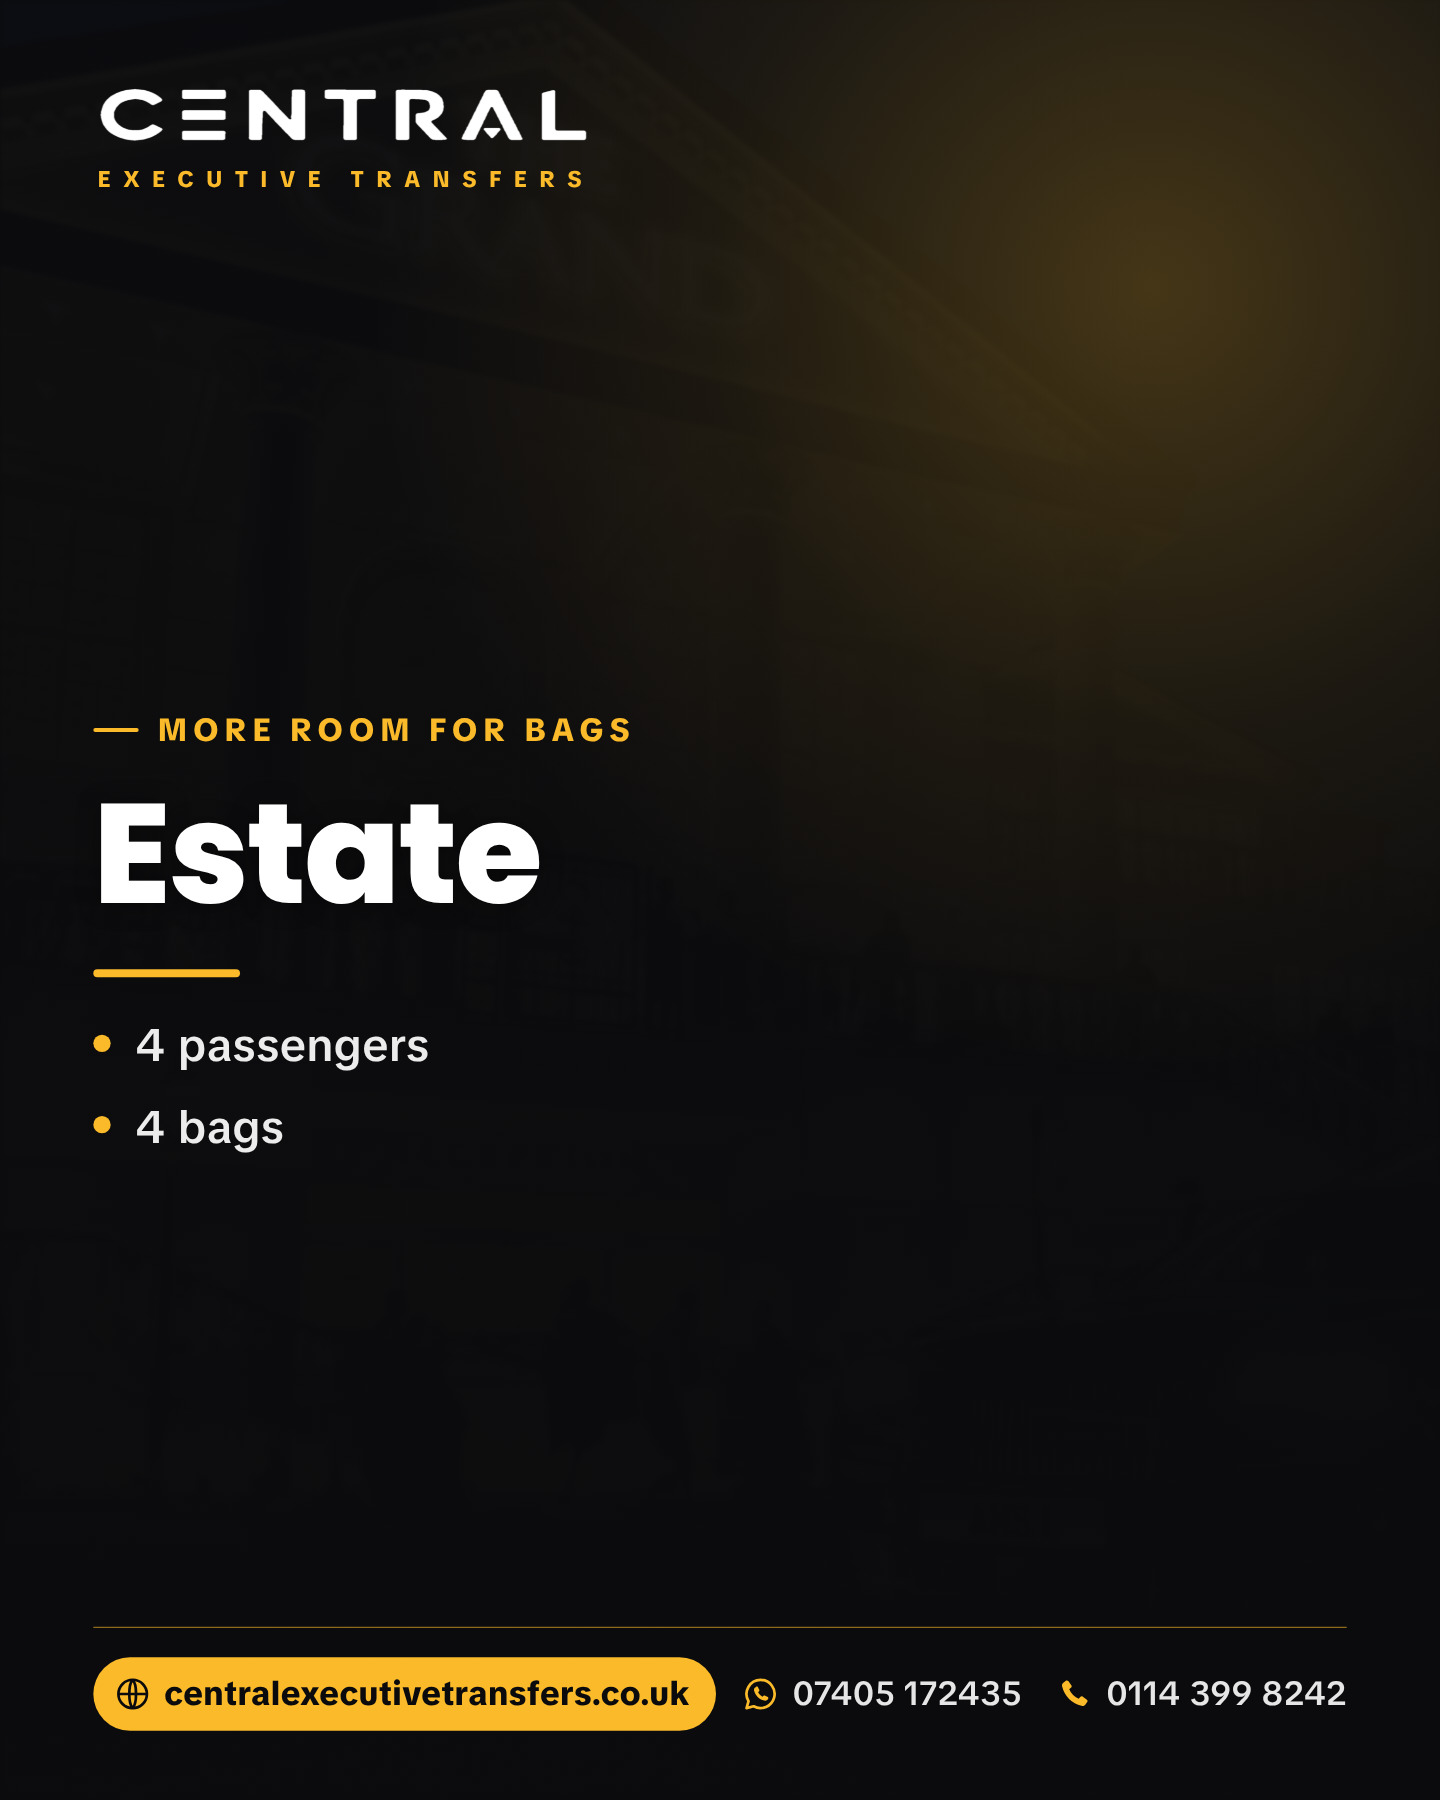 CENTRAL
EXECUTIVE TRANSFERS
GRAND
MORE ROOM FOR BAGS
Estate
4 passengers
4 bags
centralexecutivetransfers.co.uk 07405 172435 0114 399 8242